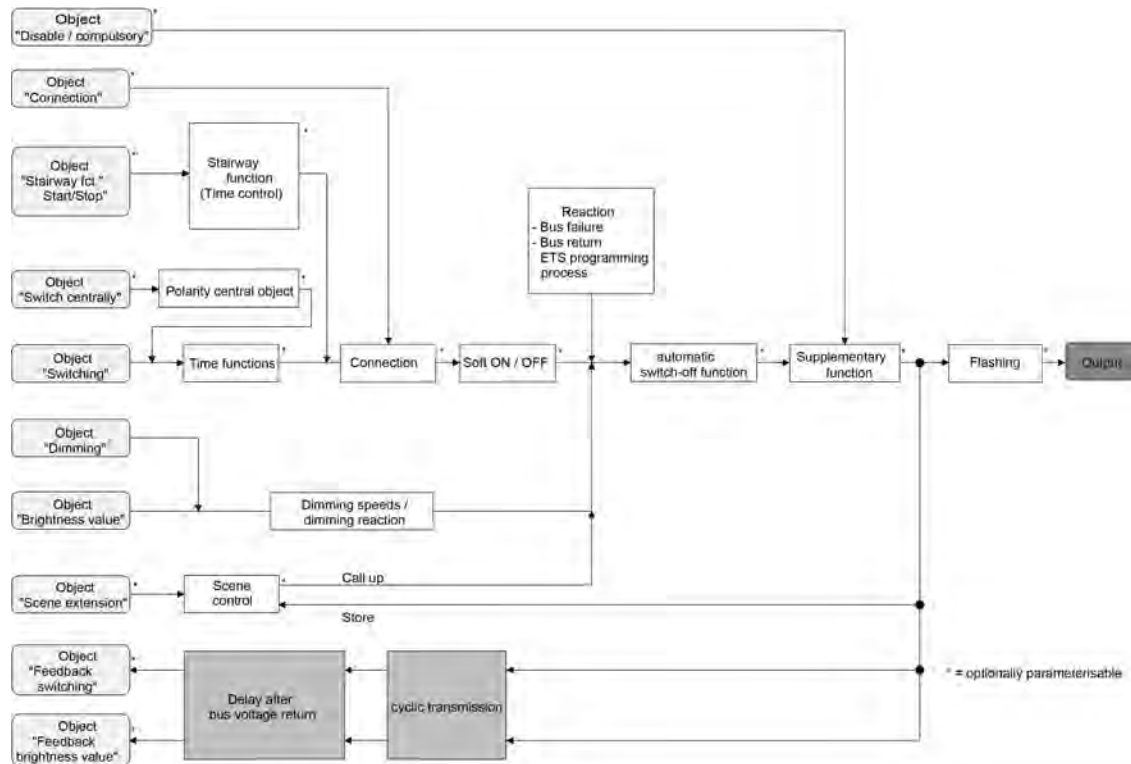 Object
"Disable / compulsory"
*
Object
"Connection"
*
Object
"Stairway fct."
Start/Stop"
*
Stairway
function
(Time control)
*
Reaction
- Bus failure
- Bus return
ETS programming
process
Object
"Switch centrally"
*
Polarity central object
*
Object
"Switching"
Time functions
*
Connection
*
Soft ON / OFF
*
automatic
switch-off function
*
Supplementary
function
*
Flashing
*
Output
Object
"Dimming"
Object
"Brightness value"
Dimming speeds /
dimming reaction
Object
"Scene extension"
*
Scene
control
*
Call up
Store
Object
"Feedback
switching"
*
Delay after
bus voltage return
cyclic transmission
* = optionally parameterisable
Object
"Feedback
brightness value"
*